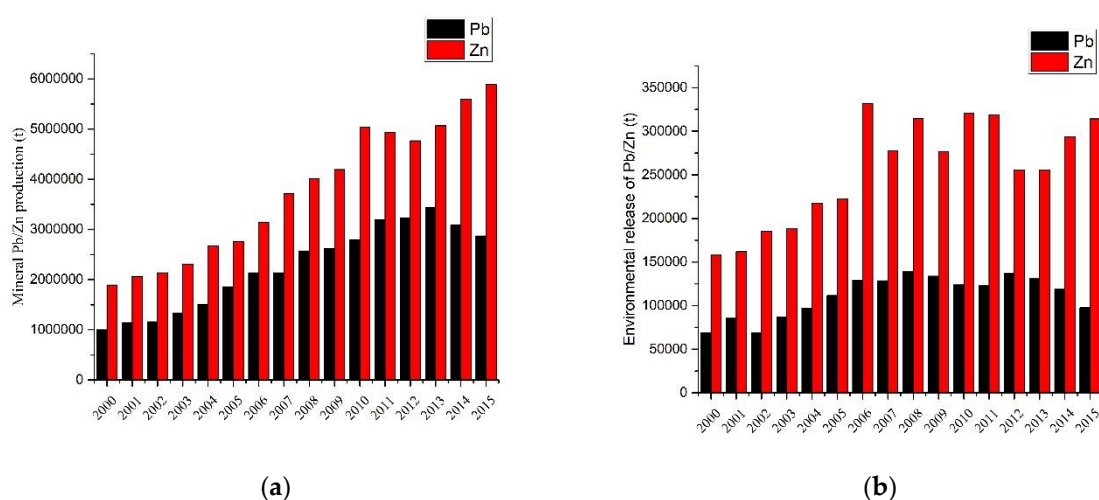 Pb
Zn
Mineral Pb/Zn production (t)
6000000
5000000
4000000
3000000
2000000
1000000
0
2000 2001 2002 2003 2004 2005 2006 2007 2008 2009 2010 2011 2012 2013 2014 2015
(a)
Pb
Zn
Environmental release of Pb/Zn (t)
350000
300000
250000
200000
150000
100000
50000
0
2000 2001 2002 2003 2004 2005 2006 2007 2008 2009 2010 2011 2012 2013 2014 2015
(b)